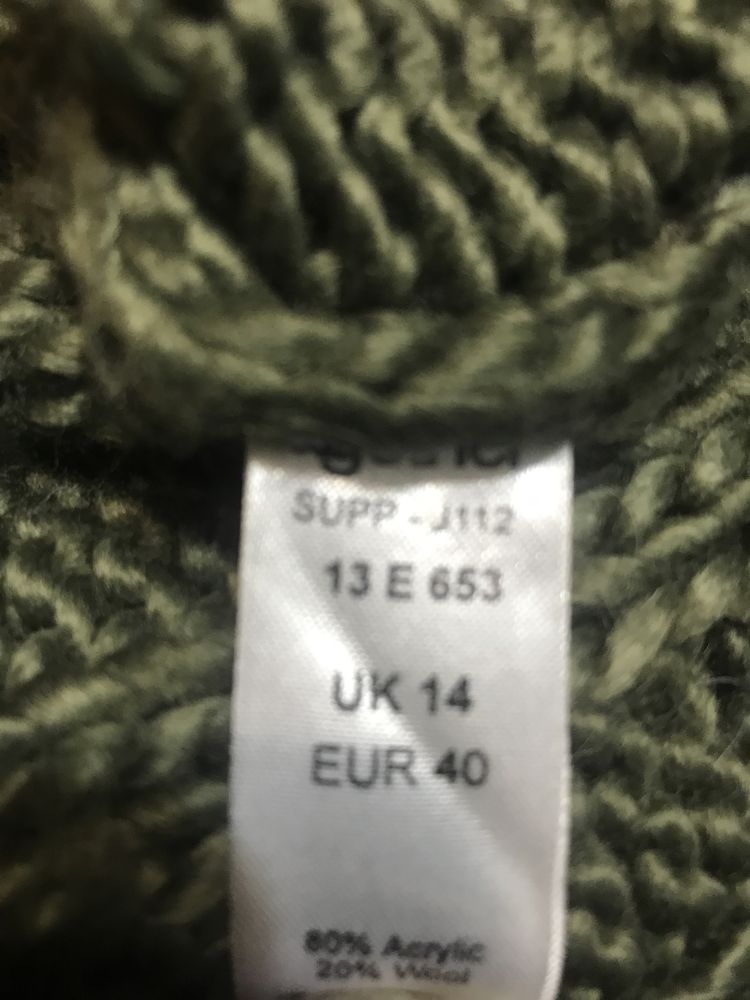 SUPP - J112
13 E 653
UK 14
EUR 40
80% Acrylic
20% Wool